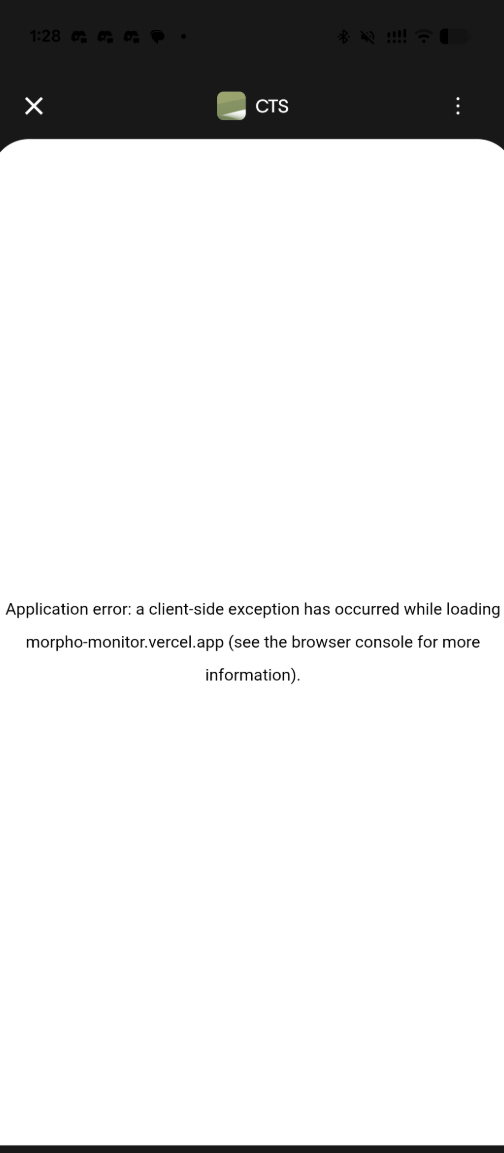 1:28
CTS
Application error: a client-side exception has occurred while loading
morpho-monitor.vercel.app (see the browser console for more
information).